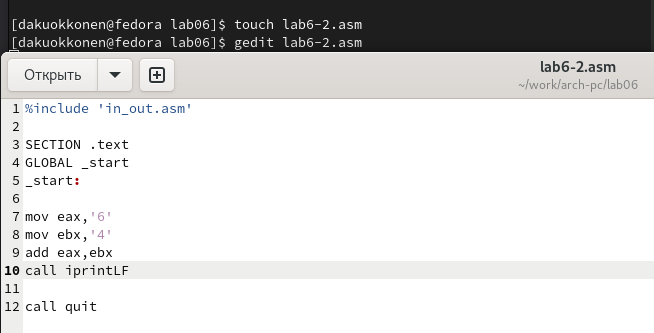 [dakuokkonen@fedora lab06]$ touch lab6-2.asm
[dakuokkonen@fedora lab06]$ gedit lab6-2.asm
Открыть
lab6-2.asm
~/work/arch-pc/lab06
1 %include 'in_out.asm'
2
3 SECTION .text
4 GLOBAL _start
5 _start:
6
7 mov eax,'6'
8 mov ebx,'4'
9 add eax,ebx
10 call iprintLF
11
12 call quit